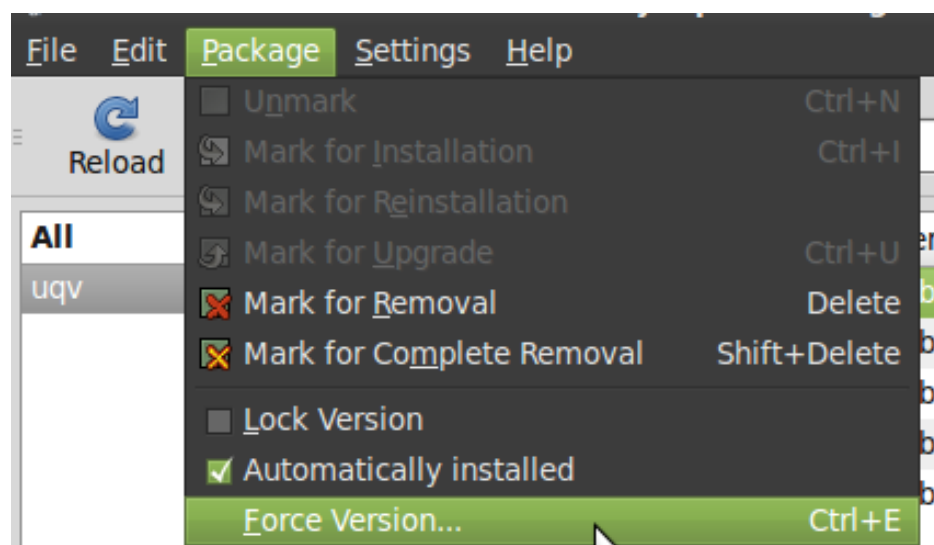 File Edit Package Settings Help
Unmark Ctrl+N
Mark for Installation Ctrl+I
Reload
Mark for Reinstallation
All
Mark for Upgrade Ctrl+U
uqv
Mark for Removal Delete
Mark for Complete Removal Shift+Delete
Lock Version
Automatically installed
Force Version... Ctrl+E